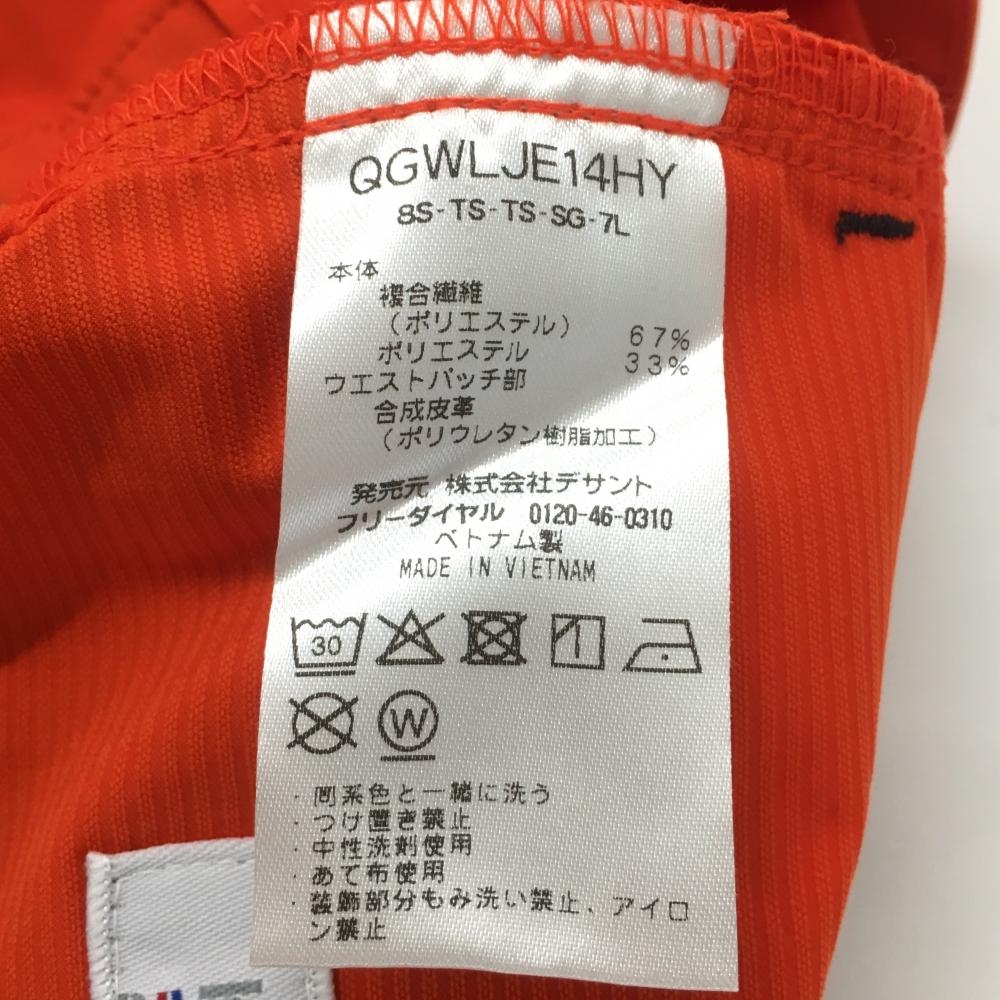 QGWLJE14HY
8S-TS-TS-SG-7L
本体
複合繊維
(ポリエステル) 67%
ポリエステル 33%
ウエストパッチ部
合成皮革
(ポリウレタン樹脂加工)
発売元 株式会社デサント
フリーダイヤル 0120-46-0310
ベトナム製
MADE IN VIETNAM
30
W
・同系色と一緒に洗う
・つけ置き禁止
・中性洗剤使用
・あて布使用
・装飾部分もみ洗い禁止、アイロ
ン禁止